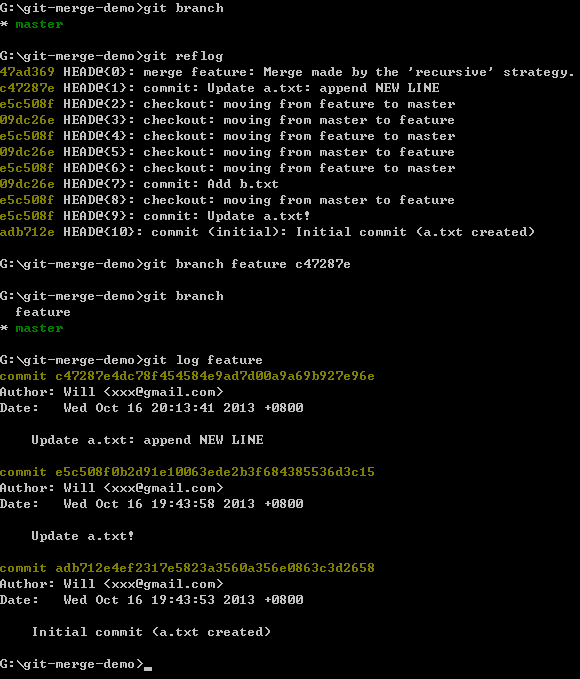 G:\git-merge-demo>git branch
* master
G:\git-merge-demo>git reflog
47ad369 HEAD@{0}: merge feature: Merge made by the 'recursive' strategy.
c47287e HEAD@{1}: commit: Update a.txt: append NEW LINE
e5c508f HEAD@{2}: checkout: moving from feature to master
09dc26e HEAD@{3}: checkout: moving from master to feature
e5c508f HEAD@{4}: checkout: moving from feature to master
09dc26e HEAD@{5}: checkout: moving from master to feature
e5c508f HEAD@{6}: checkout: moving from feature to master
09dc26e HEAD@{7}: commit: Add b.txt
e5c508f HEAD@{8}: checkout: moving from master to feature
e5c508f HEAD@{9}: commit: Update a.txt!
adb712e HEAD@{10}: commit (initial): Initial commit (a.txt created)
G:\git-merge-demo>git branch feature c47287e
G:\git-merge-demo>git branch
  feature
* master
G:\git-merge-demo>git log feature
commit c47287e4dc78f454584e9ad7d00a9a69b927e96e
Author: Will <xxx@gmail.com>
Date:   Wed Oct 16 20:13:41 2013 +0800
    Update a.txt: append NEW LINE
commit e5c508f0b2d91e10063ede2b3f684385536d3c15
Author: Will <xxx@gmail.com>
Date:   Wed Oct 16 19:43:58 2013 +0800
    Update a.txt!
commit adb712e4ef2317e5823a3560a356e0863c3d2658
Author: Will <xxx@gmail.com>
Date:   Wed Oct 16 19:43:53 2013 +0800
    Initial commit (a.txt created)
G:\git-merge-demo>_